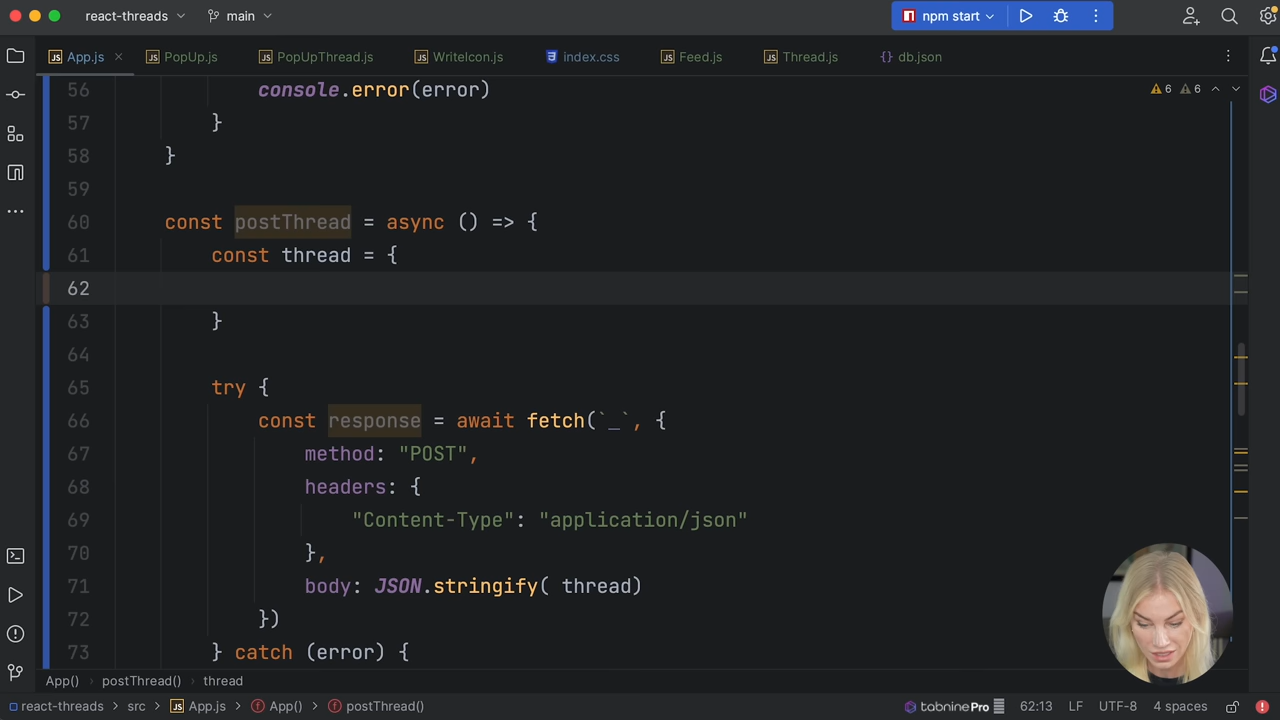 react-threads main npm start
App.js PopUp.js PopUpThread.js WriteIcon.js index.css Feed.js Thread.js {} db.json
56 console.error(error) 6 6
57 }
58 }
59
60 const postThread = async () => {
61 const thread = {
62
63 }
64
65 try {
66 const response = await fetch(`_`, {
67 method: "POST",
68 headers: {
69 "Content-Type": "application/json"
70 },
71 body: JSON.stringify( thread)
72 })
73 } catch (error) {
App() postThread() thread
react-threads src App.js App() postThread() tabnine Pro 62:13 LF UTF-8 4 spaces